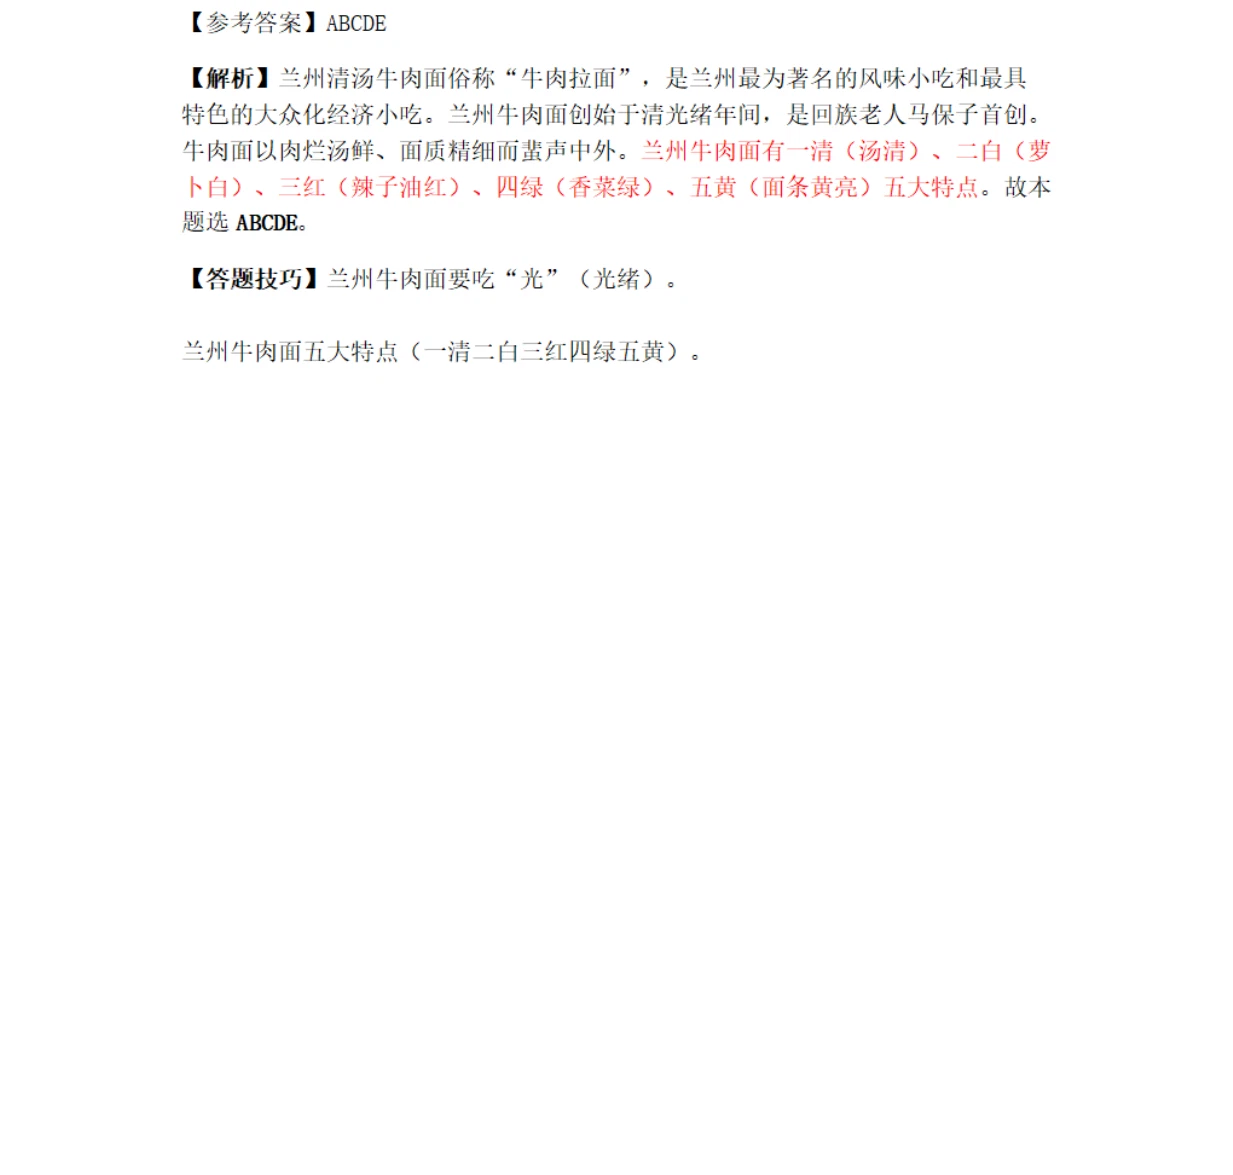 【参考答案】ABCDE
【解析】兰州清汤牛肉面俗称“牛肉拉面”，是兰州最为著名的风味小吃和最具
特色的大众化经济小吃。兰州牛肉面创始于清光绪年间，是回族老人马保子首创。
牛肉面以肉烂汤鲜、面质精细而蜚声中外。兰州牛肉面有一清（汤清）、二白（萝
卜白）、三红（辣子油红）、四绿（香菜绿）、五黄（面条黄亮）五大特点。故本
题选 ABCDE。
【答题技巧】兰州牛肉面要吃“光”（光绪）。
兰州牛肉面五大特点（一清二白三红四绿五黄）。